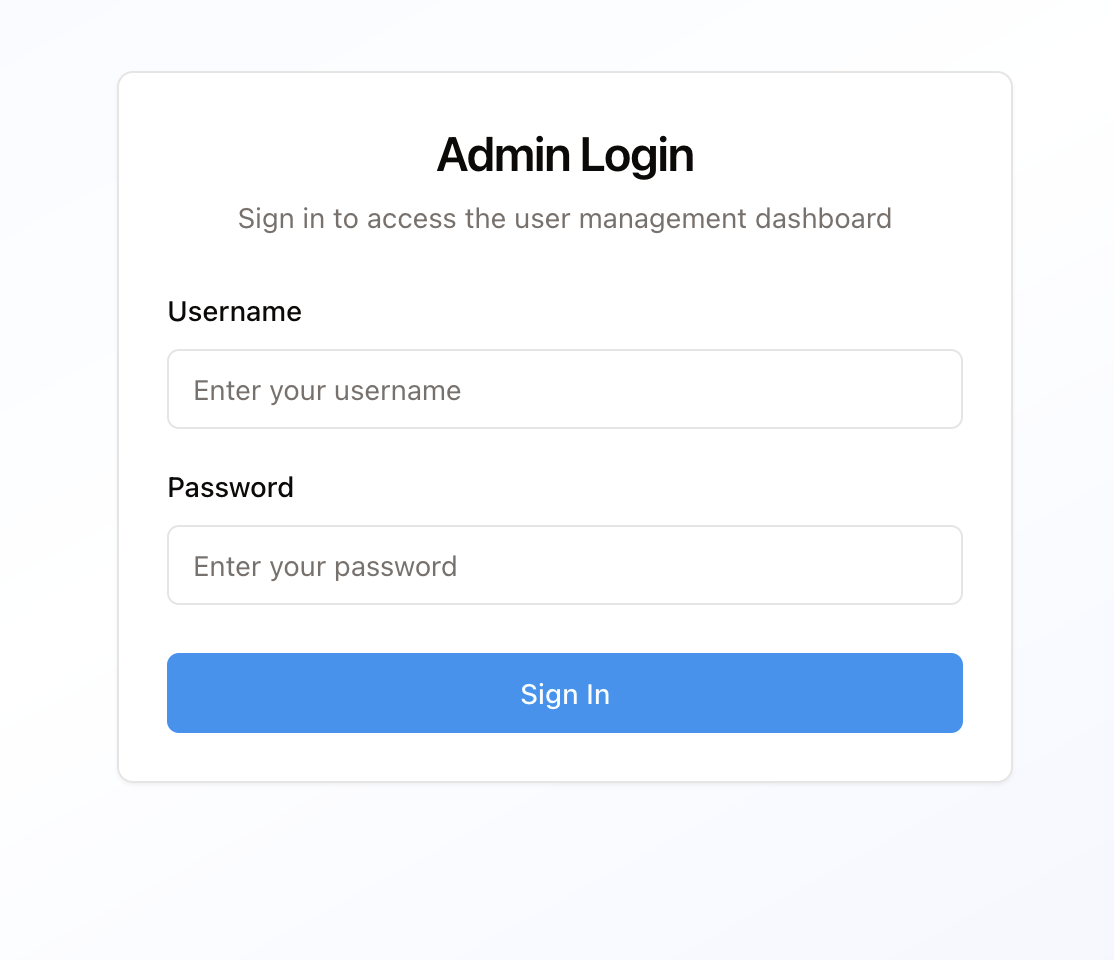 Admin Login
Sign in to access the user management dashboard
Username
Enter your username
Password
Enter your password
Sign In